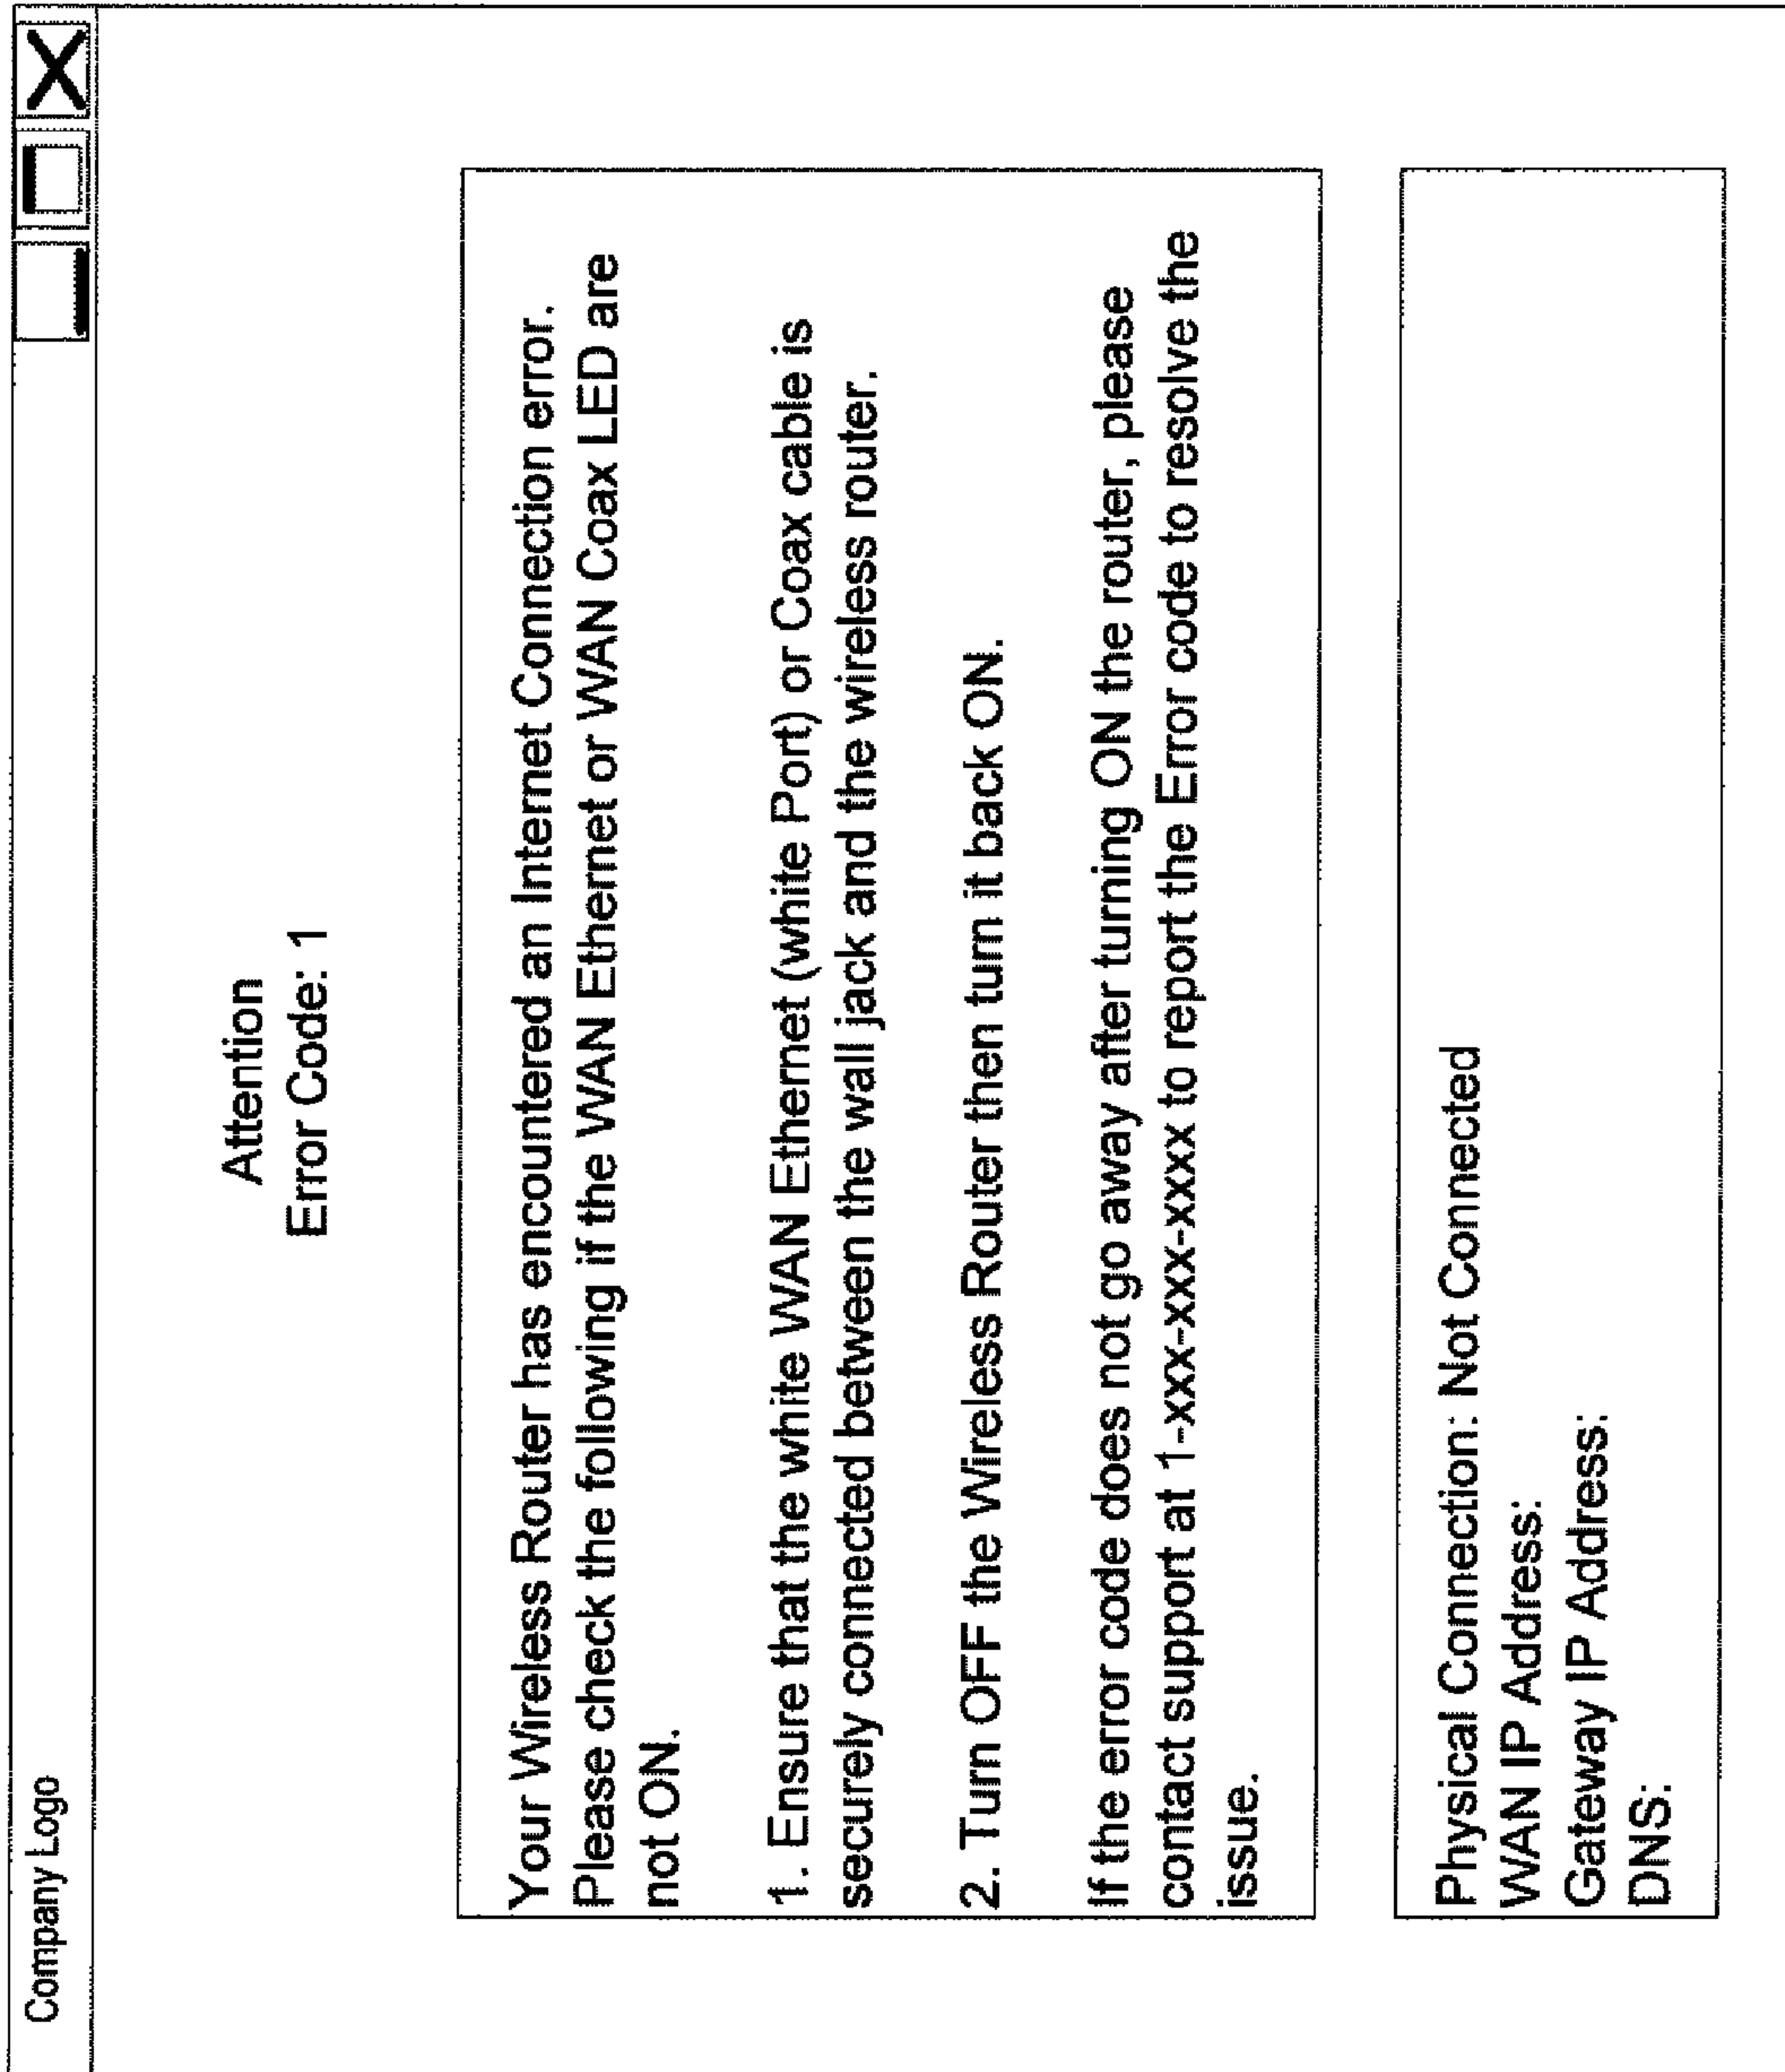 Company Logo
Attention
Error Code: 1
Your Wireless Router has encountered an Internet Connection error.
Please check the following if the WAN Ethernet or WAN Coax LED are
not ON.
1. Ensure that the white WAN Ethernet (white Port) or Coax cable is
securely connected between the wall jack and the wireless router.
2. Turn OFF the Wireless Router then turn it back ON.
If the error code does not go away after turning ON the router, please
contact support at 1-xxx-xxx-xxxx to report the Error code to resolve the
issue.
Physical Connection: Not Connected
WAN IP Address:
Gateway IP Address:
DNS: